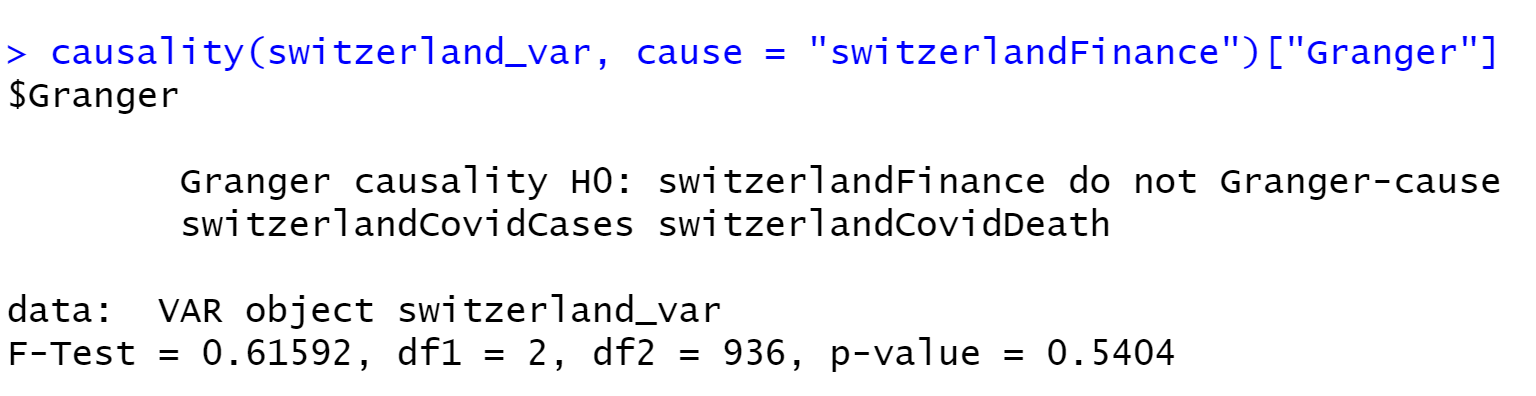 > causality(switzerland_var, cause = "switzerlandFinance")["Granger"]
$Granger
Granger causality H0: switzerlandFinance do not Granger-cause
switzerlandCovidCases switzerlandCovidDeath
data:  VAR object switzerland_var
F-Test = 0.61592, df1 = 2, df2 = 936, p-value = 0.5404